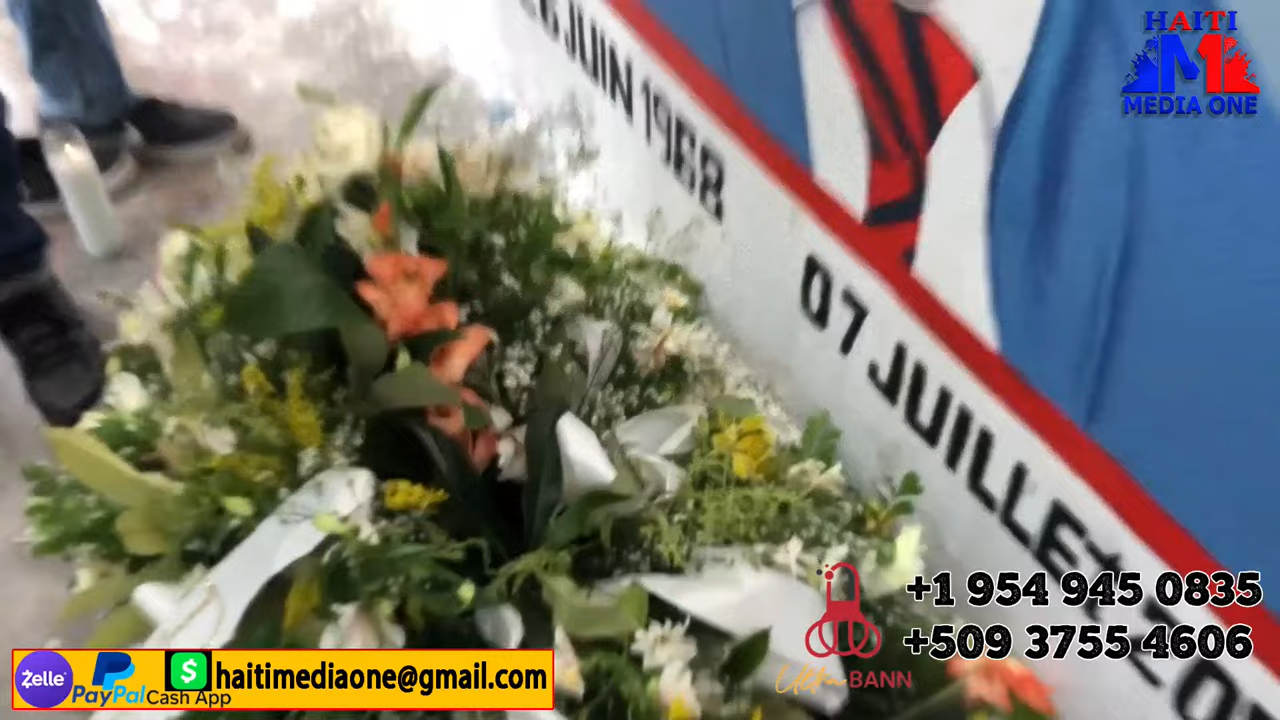 26 JUIN 1968
07 JUILLET
HAITI
M
MEDIA ONE
+1 954 945 0835
+509 3755 4606
BANN
Zelle
PayPal
$
Cash App
haitimediaone@gmail.com